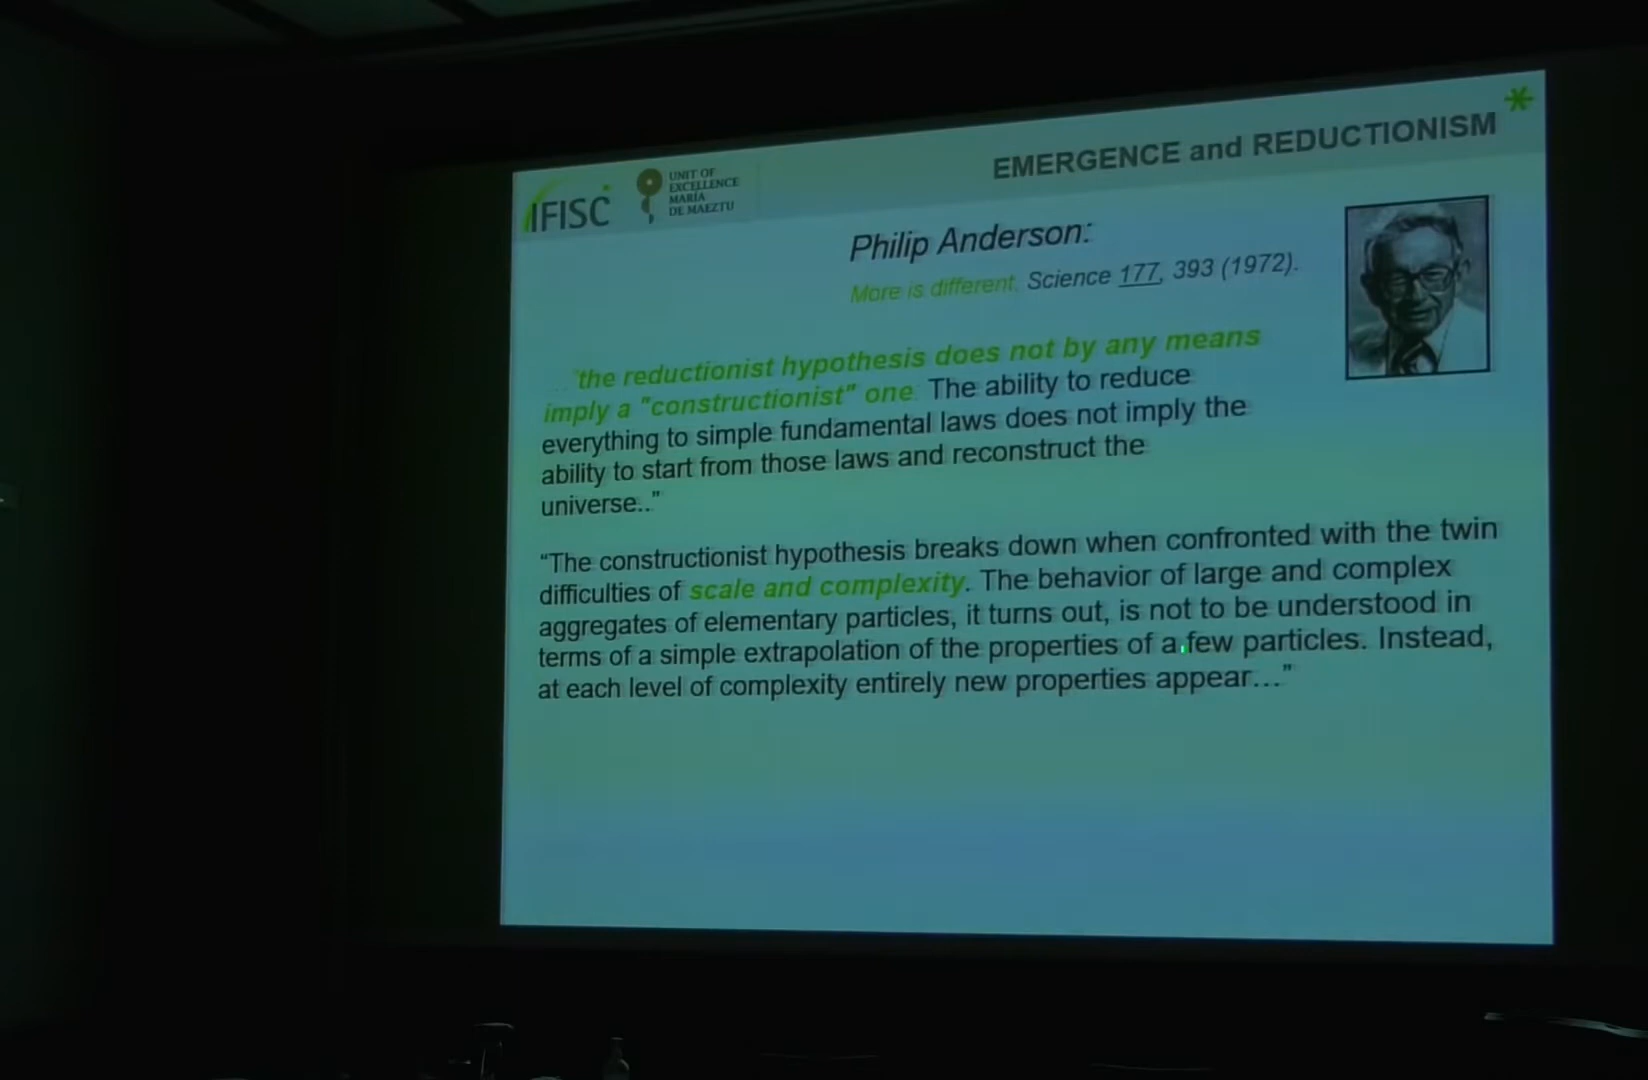 EMERGENCE and REDUCTIONISM
IFISC
UNIT OF
EXCELLENCE
MARÍA
DE MAEZTU
Philip Anderson:
More is different. Science 177, 393 (1972).
... "the reductionist hypothesis does not by any means
imply a "constructionist" one. The ability to reduce
everything to simple fundamental laws does not imply the
ability to start from those laws and reconstruct the
universe.."
“The constructionist hypothesis breaks down when confronted with the twin
difficulties of scale and complexity. The behavior of large and complex
aggregates of elementary particles, it turns out, is not to be understood in
terms of a simple extrapolation of the properties of a few particles. Instead,
at each level of complexity entirely new properties appear…”